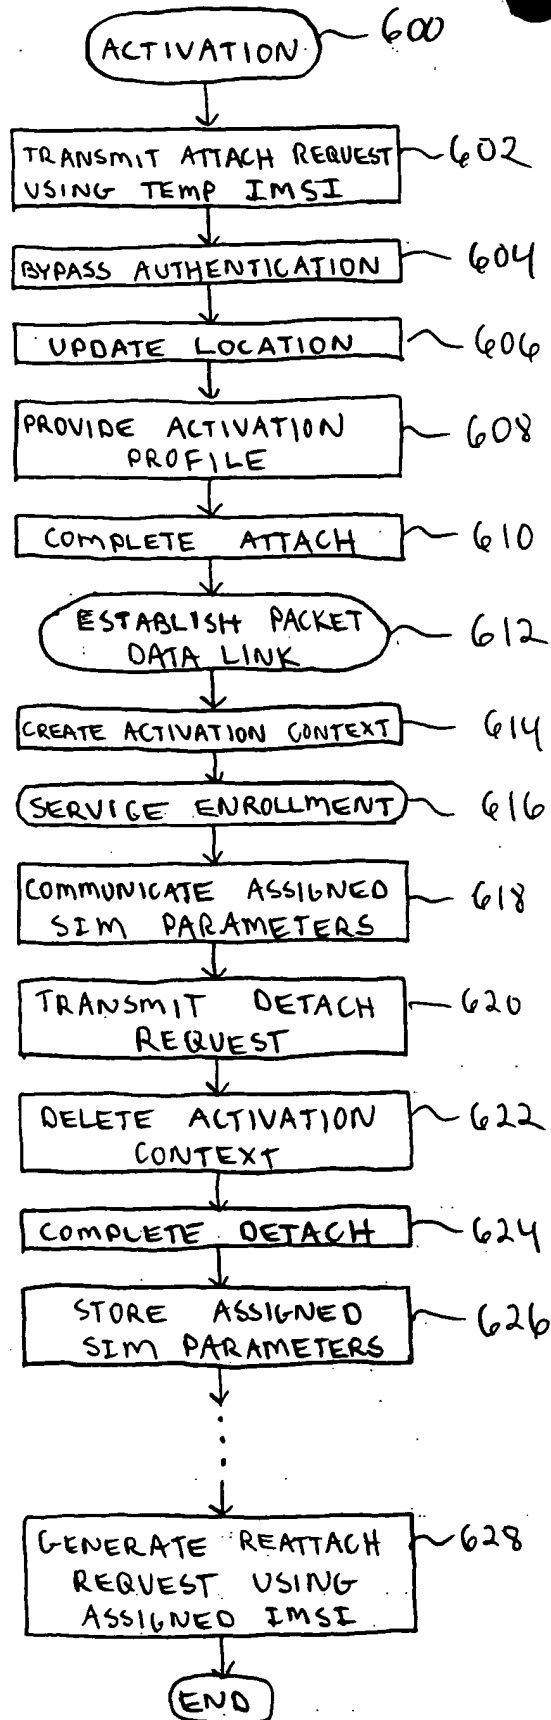 ACTIVATION 600
TRANSMIT ATTACH REQUEST 602
USING TEMP IMSI
BYPASS AUTHENTICATION 604
UPDATE LOCATION 606
PROVIDE ACTIVATION 608
PROFILE
COMPLETE ATTACH 610
ESTABLISH PACKET 612
DATA LINK
CREATE ACTIVATION CONTEXT 614
SERVICE ENROLLMENT 616
COMMUNICATE ASSIGNED 618
SIM PARAMETERS
TRANSMIT DETACH 620
REQUEST
DELETE ACTIVATION 622
CONTEXT
COMPLETE DETACH 624
STORE ASSIGNED 626
SIM PARAMETERS
GENERATE REATTACH 628
REQUEST USING
ASSIGNED IMSI
END